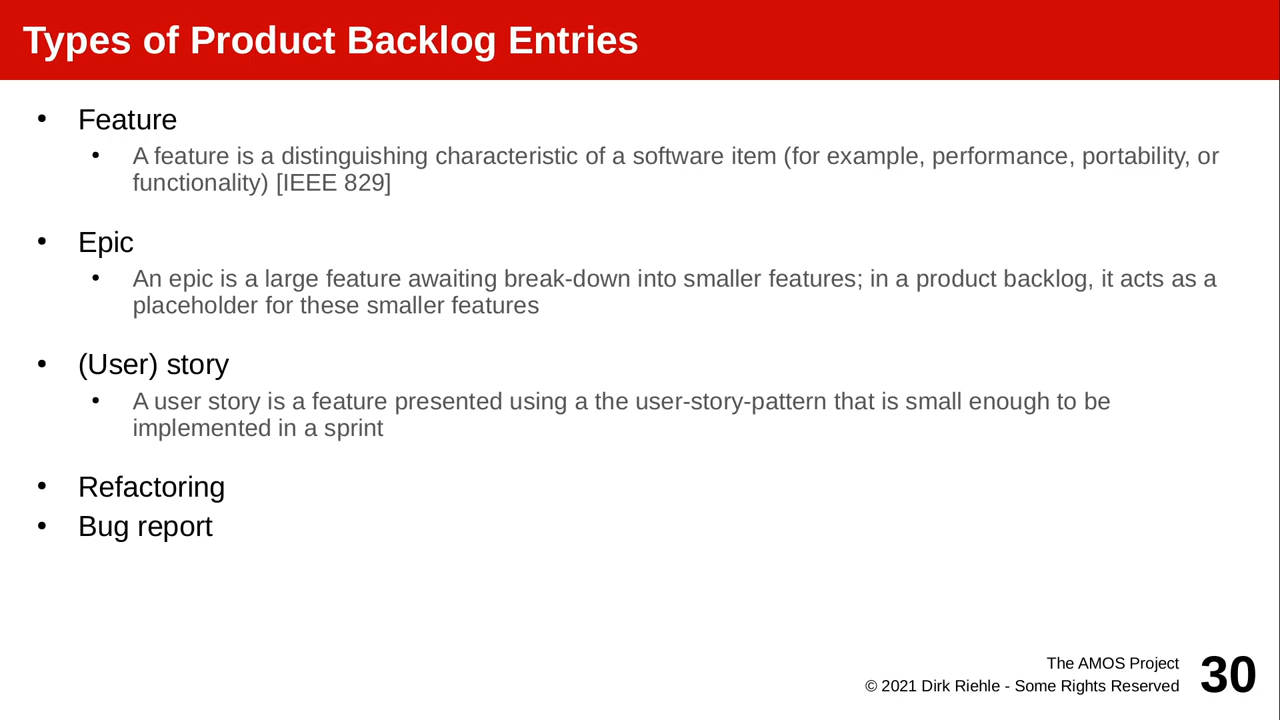 Types of Product Backlog Entries
• Feature
• A feature is a distinguishing characteristic of a software item (for example, performance, portability, or
functionality) [IEEE 829]
• Epic
• An epic is a large feature awaiting break-down into smaller features; in a product backlog, it acts as a
placeholder for these smaller features
• (User) story
• A user story is a feature presented using a the user-story-pattern that is small enough to be
implemented in a sprint
• Refactoring
• Bug report
The AMOS Project
© 2021 Dirk Riehle - Some Rights Reserved
30